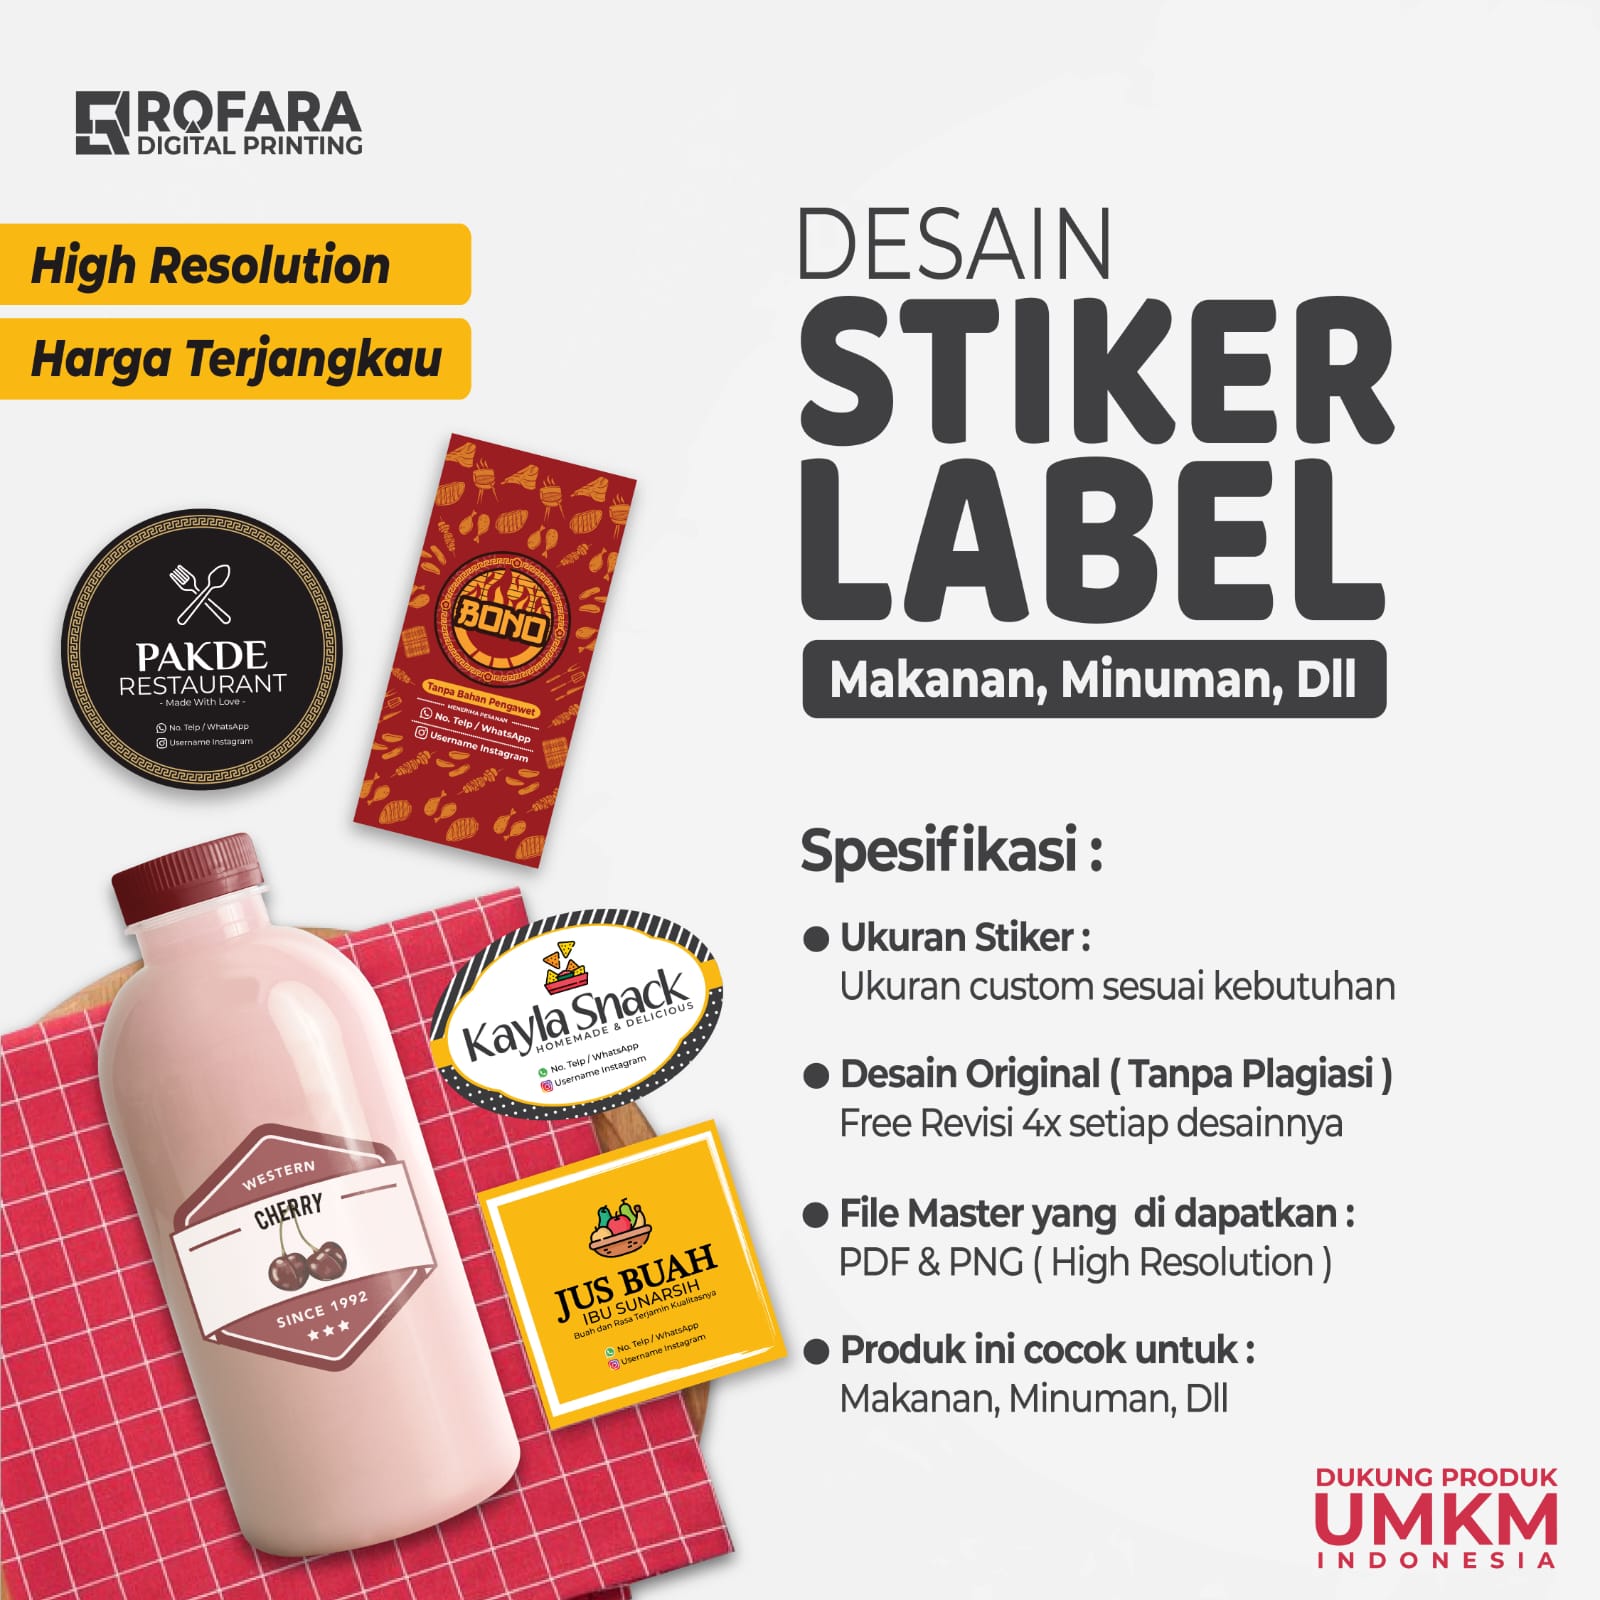 ROFARA
DIGITAL PRINTING
High Resolution
Harga Terjangkau
DESAIN
STIKER
LABEL
Makanan, Minuman, Dll
PAKDE
RESTAURANT
- Made With Love -
No. Telp / WhatsApp
Username Instagram
BONO
Tanpa Bahan Pengawet
MENERIMA PESANAN
No. Telp / WhatsApp
Username Instagram
Kayla Snack
HOMEMADE & DELICIOUS
No. Telp / WhatsApp
Username Instagram
WESTERN
CHERRY
SINCE 1992
JUS BUAH
IBU SUNARSIH
Buah dan Rasa Terjamin Kualitasnya
No. Telp / WhatsApp
Username Instagram
Spesifikasi :
● Ukuran Stiker :
Ukuran custom sesuai kebutuhan
● Desain Original ( Tanpa Plagiasi )
Free Revisi 4x setiap desainnya
● File Master yang di dapatkan :
PDF & PNG ( High Resolution )
● Produk ini cocok untuk :
Makanan, Minuman, Dll
DUKUNG PRODUK
UMKM
INDONESIA